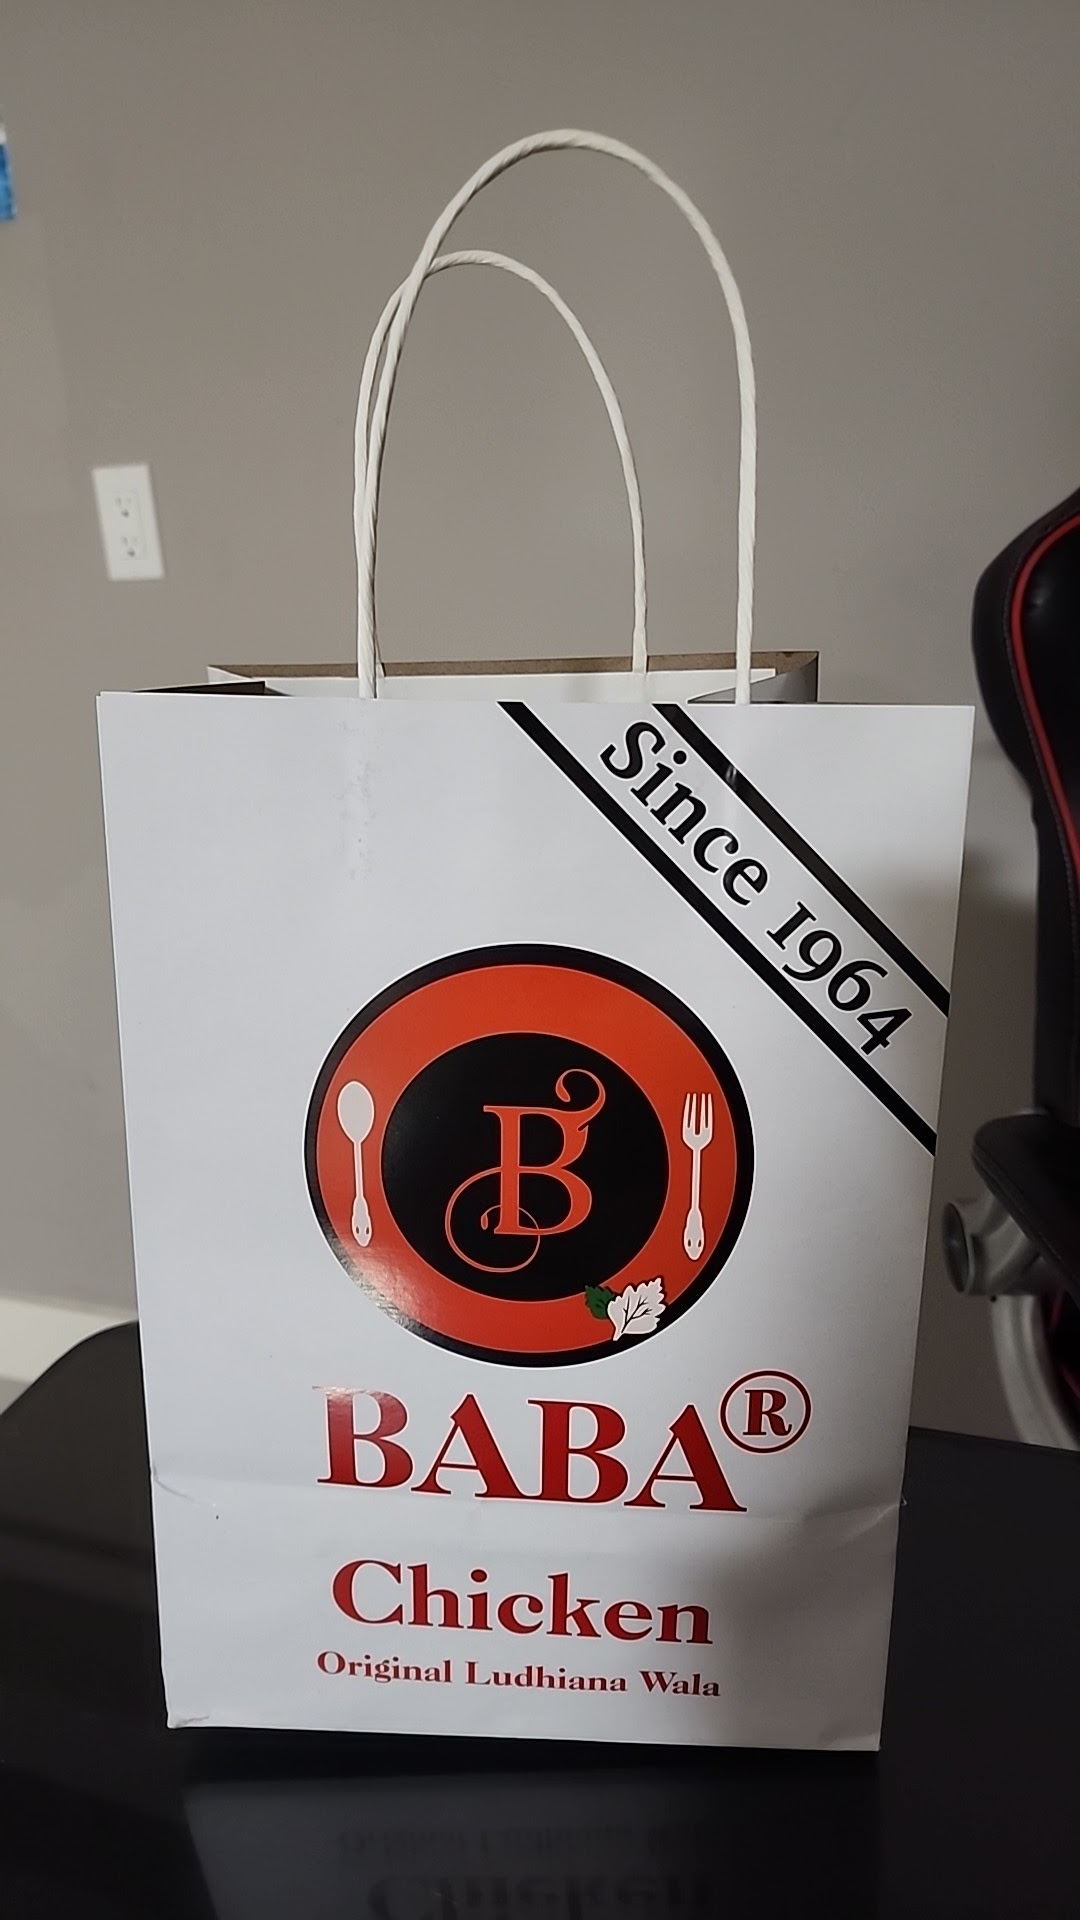 Since 1964
B
BABA®
Chicken
Original Ludhiana Wala